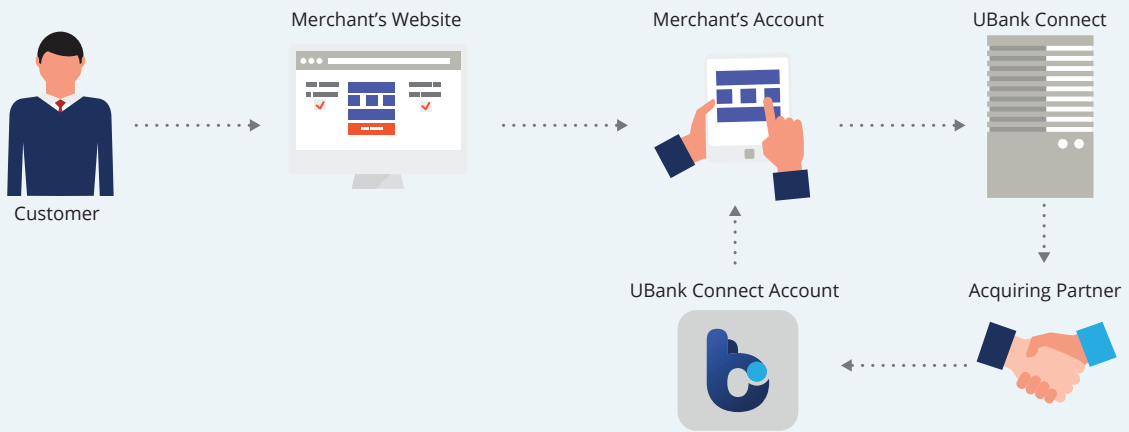 Merchant's Website
Merchant's Account
UBank Connect
Customer
UBank Connect Account
Acquiring Partner